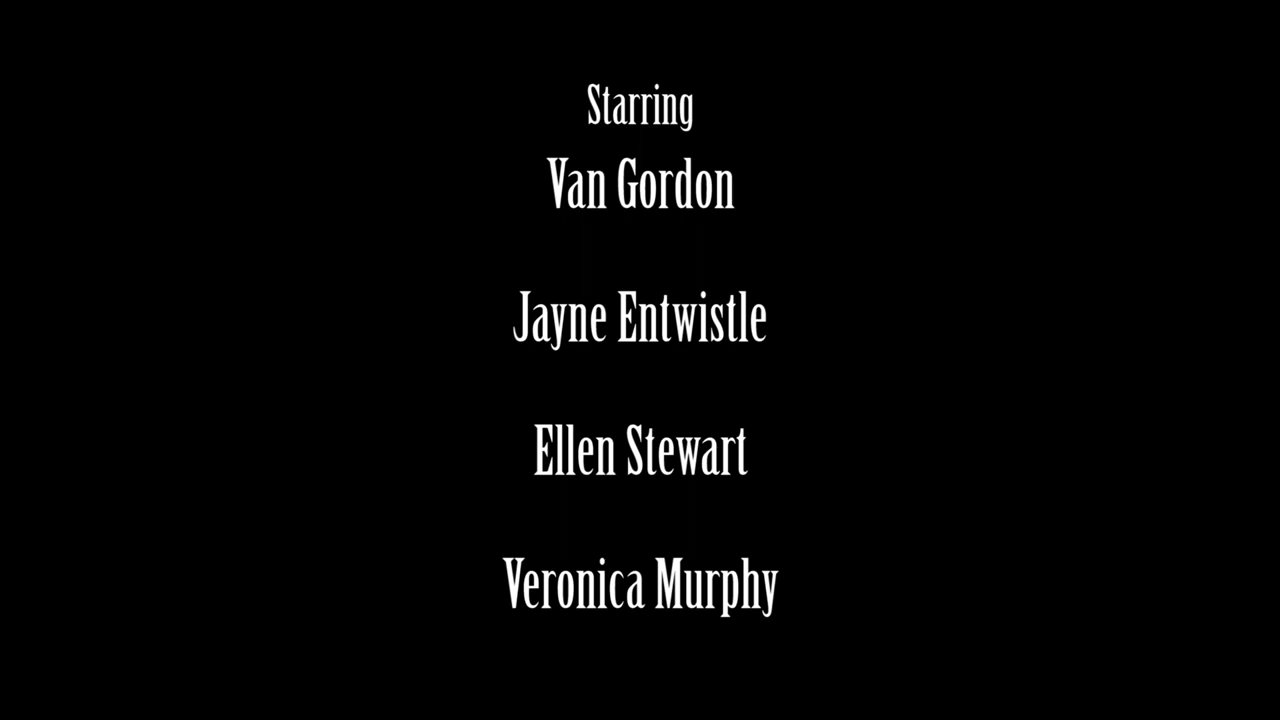 Starring
Van Gordon
Jayne Entwistle
Ellen Stewart
Veronica Murphy